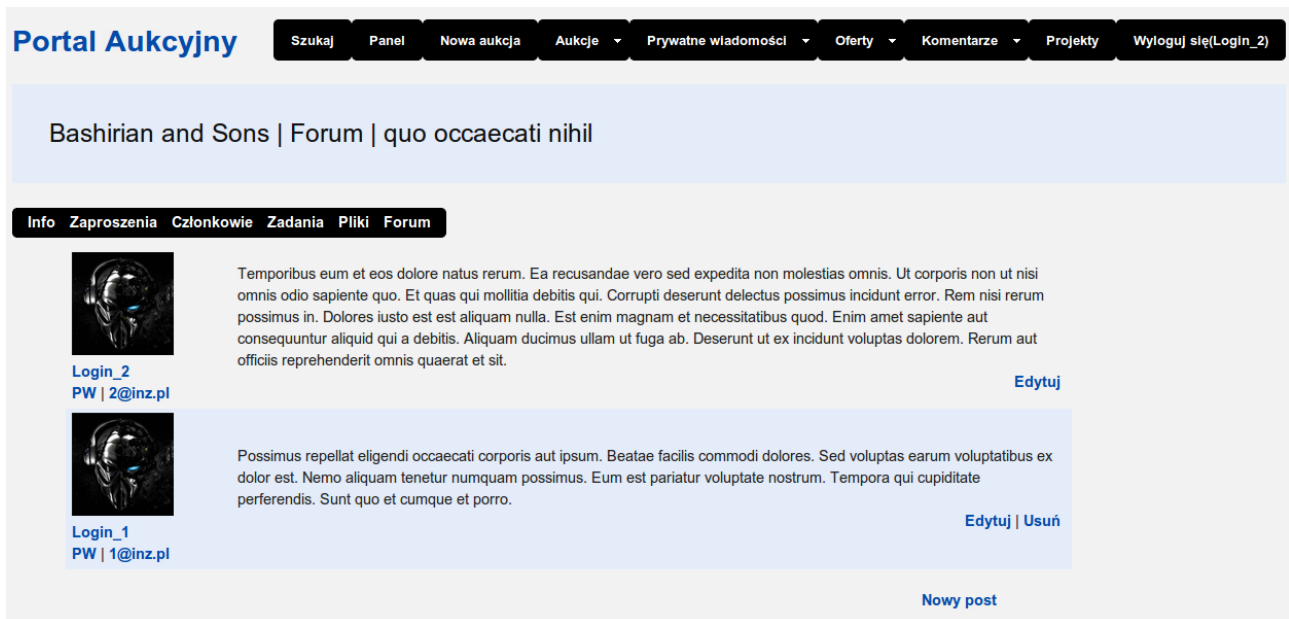 Portal Aukcyjny
Szukaj Panel Nowa aukcja Aukcje Prywatne wiadomości Oferty Komentarze Projekty Wyloguj się(Login_2)
Bashirian and Sons | Forum | quo occaecati nihil
Info Zaproszenia Członkowie Zadania Pliki Forum
Temporibus eum et eos dolore natus rerum. Ea recusandae vero sed expedita non molestias omnis. Ut corporis non ut nisi
omnis odio sapiente quo. Et quas qui mollitia debitis qui. Corrupti deserunt delectus possimus incidunt error. Rem nisi rerum
possimus in. Dolores iusto est est aliquam nulla. Est enim magnam et necessitatibus quod. Enim amet sapiente aut
consequuntur aliquid qui a debitis. Aliquam ducimus ullam ut fuga ab. Deserunt ut ex incidunt voluptas dolorem. Rerum aut
officiis reprehenderit omnis quaerat et sit.
Login_2
PW | 2@inz.pl
Edytuj
Possimus repellat eligendi occaecati corporis aut ipsum. Beatae facilis commodi dolores. Sed voluptas earum voluptatibus ex
dolor est. Nemo aliquam tenetur numquam possimus. Eum est pariatur voluptate nostrum. Tempora qui cupiditate
perferendis. Sunt quo et cumque et porro.
Edytuj | Usuń
Login_1
PW | 1@inz.pl
Nowy post